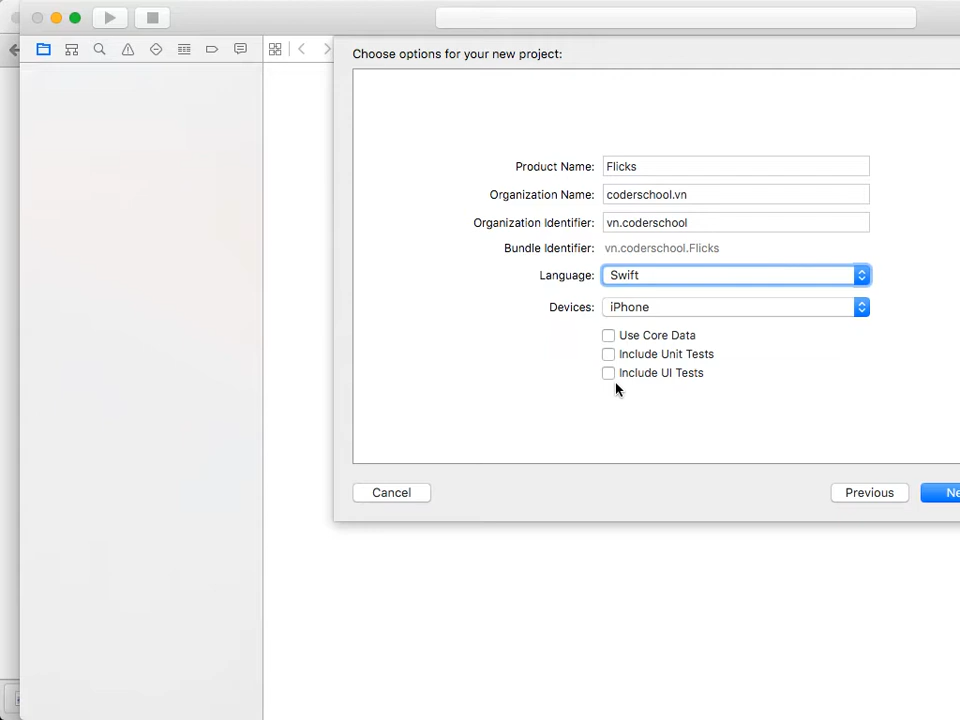 Choose options for your new project:
Product Name: Flicks
Organization Name: coderschool.vn
Organization Identifier: vn.coderschool
Bundle Identifier: vn.coderschool.Flicks
Language: Swift
Devices: iPhone
Use Core Data
Include Unit Tests
Include UI Tests
Cancel Previous Ne